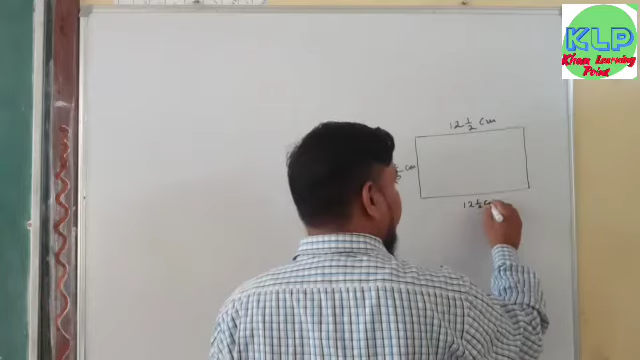 KLP
Khan Learning
Point
12 1/2 cm
cm
12 1/2 c